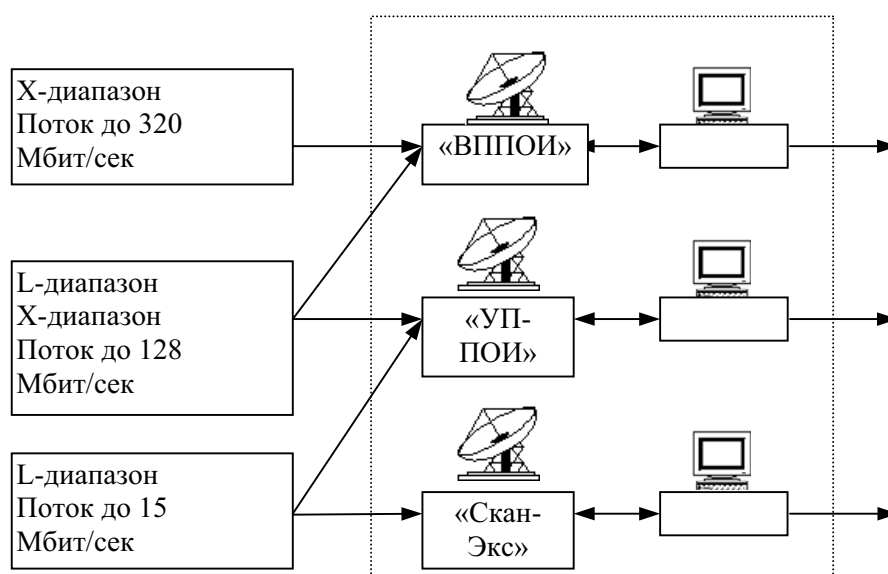 X-диапазон
Поток до 320
Мбит/сек
«ВППОИ»
L-диапазон
X-диапазон
Поток до 128
Мбит/сек
«УП-
ПОИ»
L-диапазон
Поток до 15
Мбит/сек
«Скан-
Экс»